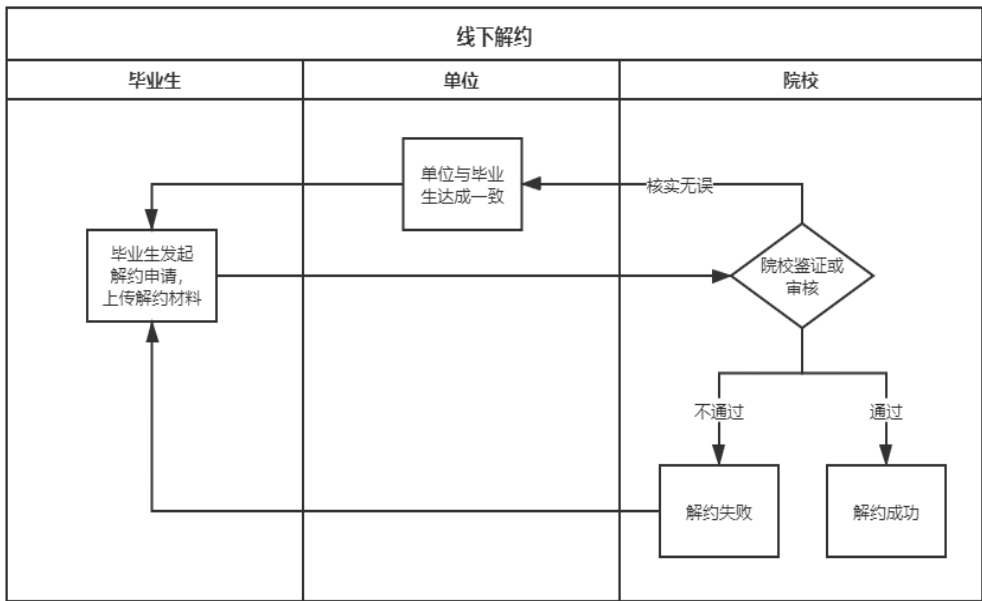 线下解约
毕业生
单位
院校
单位与毕业
生达成一致
核实无误
毕业生发起
解约申请，
上传解约材料
院校鉴证或
审核
不通过
通过
解约失败
解约成功